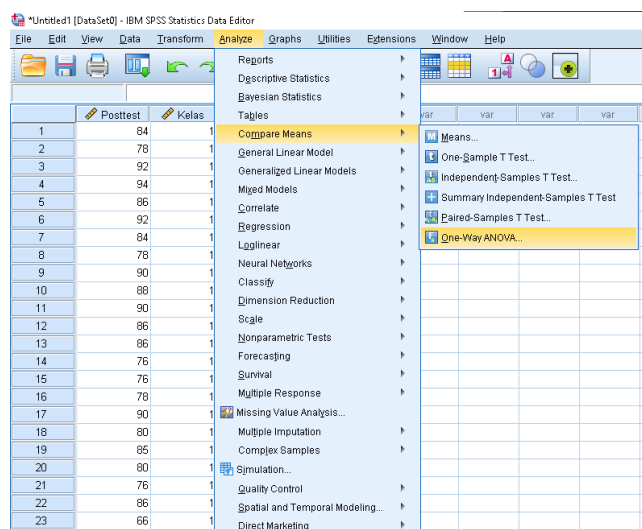 *Untitled1 [DataSet0] - IBM SPSS Statistics Data Editor
File Edit View Data Transform Analyze Graphs Utilities Extensions Window Help
Reports
Descriptive Statistics
Bayesian Statistics
Tables
Compare Means
General Linear Model
Generalized Linear Models
Mixed Models
Correlate
Regression
Loglinear
Neural Networks
Classify
Dimension Reduction
Scale
Nonparametric Tests
Forecasting
Survival
Multiple Response
Missing Value Analysis...
Multiple Imputation
Complex Samples
Simulation...
Quality Control
Spatial and Temporal Modeling...
Direct Marketing
Means...
One-Sample T Test...
Independent-Samples T Test...
Summary Independent-Samples T Test
Paired-Samples T Test...
One-Way ANOVA...
Posttest Kelas var var var var
1 84 1
2 78 1
3 92 1
4 94 1
5 86 1
6 92 1
7 84 1
8 78 1
9 90 1
10 88 1
11 90 1
12 86 1
13 86 1
14 76 1
15 76 1
16 78 1
17 90 1
18 80 1
19 85 1
20 80 1
21 76 1
22 86 1
23 66 1